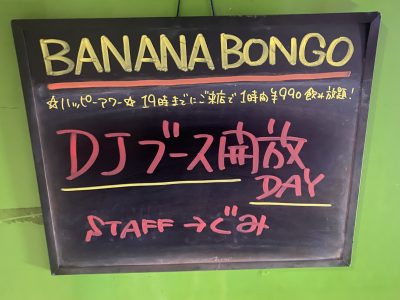 BANANA BONGO
☆ハッピーアワー☆ 19時までにご来店で1時間¥990飲み放題!
DJブース開放
DAY
STAFF→ぐみ